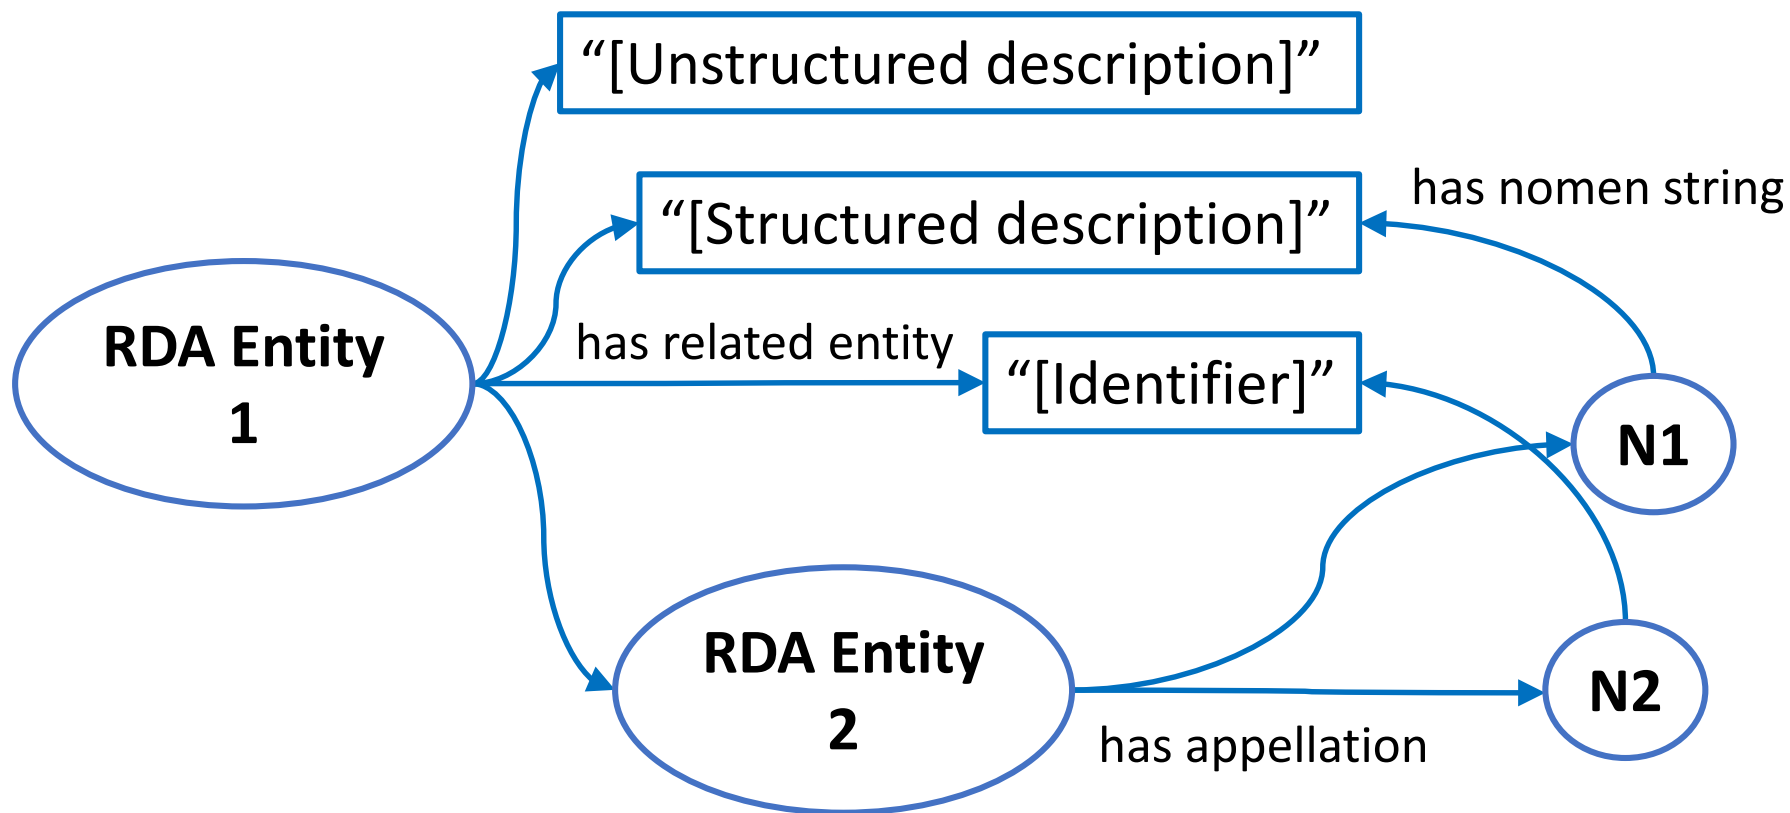 “[Unstructured description]”
has nomen string
“[Structured description]”
RDA Entity
1
has related entity
“[Identifier]”
N1
RDA Entity
2
N2
has appellation